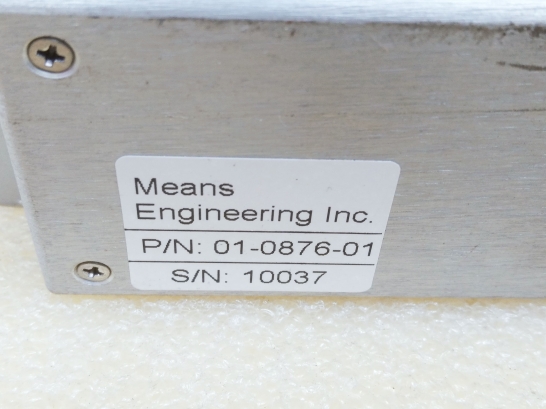 Means
Engineering Inc.
P/N: 01-0876-01
S/N: 10037